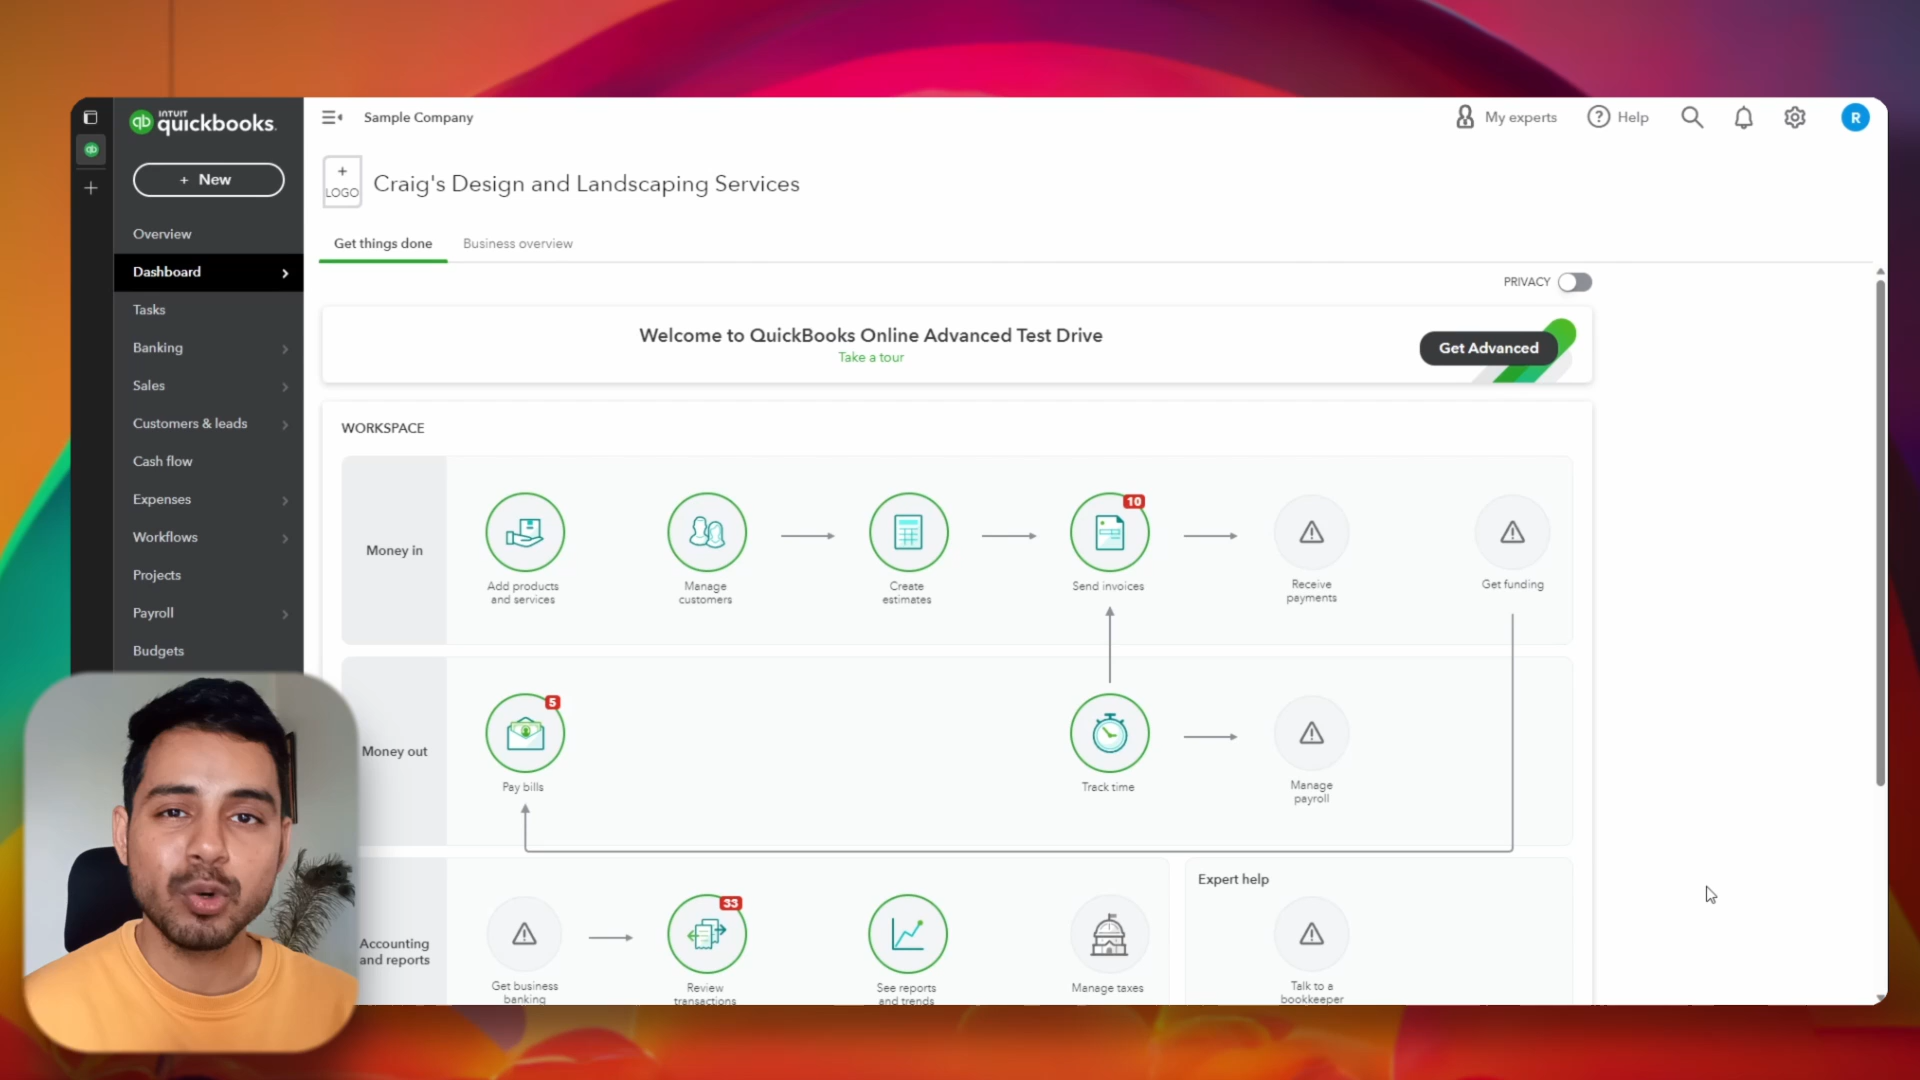 INTUIT
quickbooks.
+ New
Overview
Dashboard
Tasks
Banking
Sales
Customers & leads
Cash flow
Expenses
Workflows
Projects
Payroll
Budgets
Sample Company
My experts
? Help
R
+
LOGO
Craig's Design and Landscaping Services
Get things done
Business overview
PRIVACY
Welcome to QuickBooks Online Advanced Test Drive
Take a tour
Get Advanced
WORKSPACE
Money in
Add products
and services
Manage
customers
Create
estimates
10
Send invoices
Receive
payments
Get funding
Money out
5
Pay bills
Track time
Manage
payroll
Accounting
and reports
Get business
banking
33
Review
transactions
See reports
and trends
Manage taxes
Expert help
Talk to a
bookkeeper